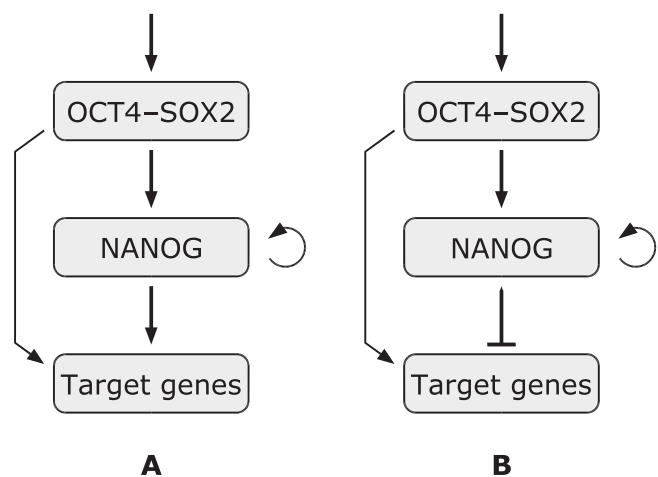 OCT4–SOX2
NANOG
Target genes
A
OCT4–SOX2
NANOG
Target genes
B